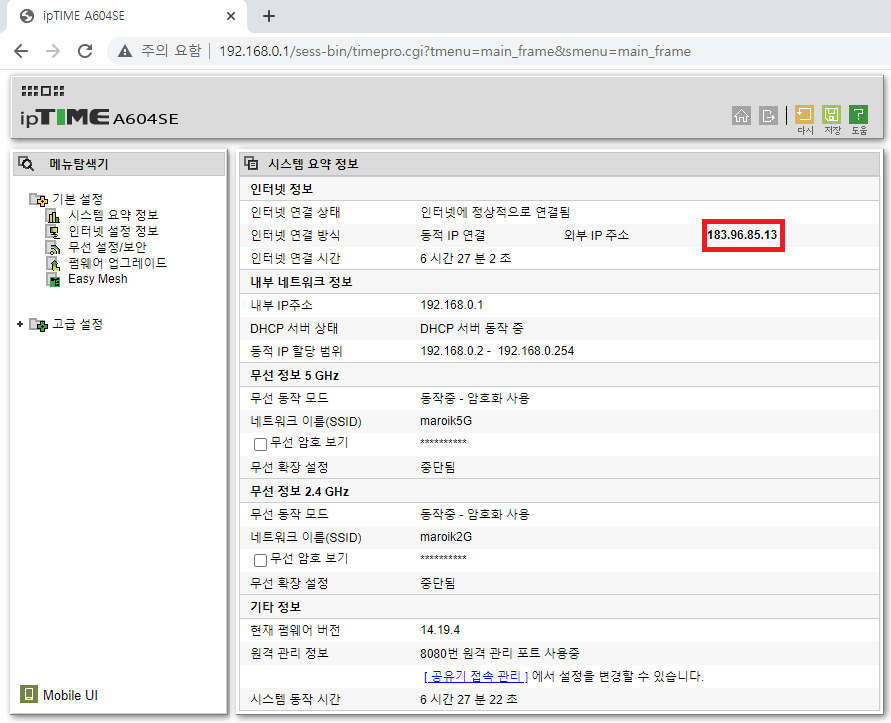 ipTIME A604SE
주의 요함 | 192.168.0.1/sess-bin/timepro.cgi?tmenu=main_frame&smenu=main_frame
ipTIME A604SE
다시 저장 도움
메뉴탐색기
기본 설정
시스템 요약 정보
인터넷 설정 정보
무선 설정/보안
펌웨어 업그레이드
Easy Mesh
고급 설정
Mobile UI
시스템 요약 정보
인터넷 정보
인터넷 연결 상태 인터넷에 정상적으로 연결됨
인터넷 연결 방식 동적 IP 연결 외부 IP 주소 183.96.85.13
인터넷 연결 시간 6 시간 27 분 2 초
내부 네트워크 정보
내부 IP주소 192.168.0.1
DHCP 서버 상태 DHCP 서버 동작 중
동적 IP 할당 범위 192.168.0.2 - 192.168.0.254
무선 정보 5 GHz
무선 동작 모드 동작중 - 암호화 사용
네트워크 이름(SSID) maroik5G
무선 암호 보기 **********
무선 확장 설정 중단됨
무선 정보 2.4 GHz
무선 동작 모드 동작중 - 암호화 사용
네트워크 이름(SSID) maroik2G
무선 암호 보기 **********
무선 확장 설정 중단됨
기타 정보
현재 펌웨어 버전 14.19.4
원격 관리 정보 8080번 원격 관리 포트 사용중
[ 공유기 접속 관리 ] 에서 설정을 변경할 수 있습니다.
시스템 동작 시간 6 시간 27 분 22 초